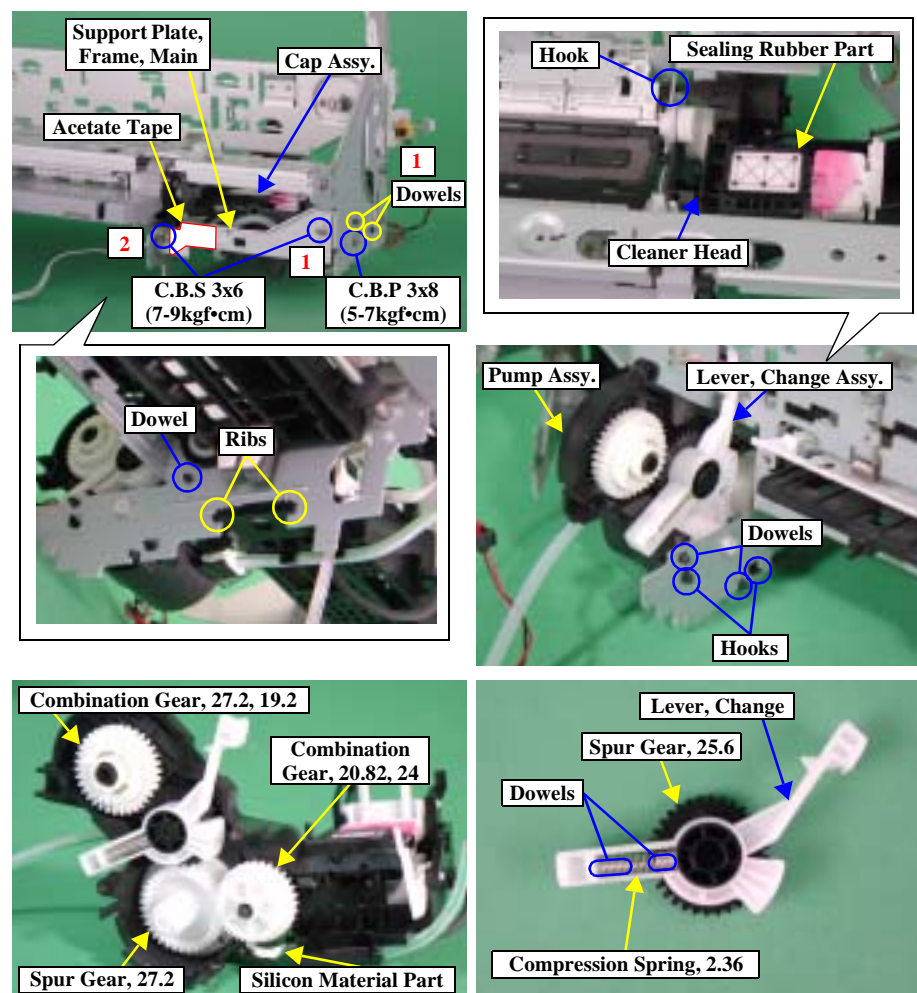 Support Plate,
Frame, Main
Cap Assy.
Acetate Tape
1
Dowels
2
1
C.B.S 3x6
(7-9kgf•cm)
C.B.P 3x8
(5-7kgf•cm)
Hook
Sealing Rubber Part
Cleaner Head
Dowel
Ribs
Pump Assy.
Lever, Change Assy.
Dowels
Hooks
Combination Gear, 27.2, 19.2
Combination
Gear, 20.82, 24
Spur Gear, 27.2
Silicon Material Part
Lever, Change
Spur Gear, 25.6
Dowels
Compression Spring, 2.36